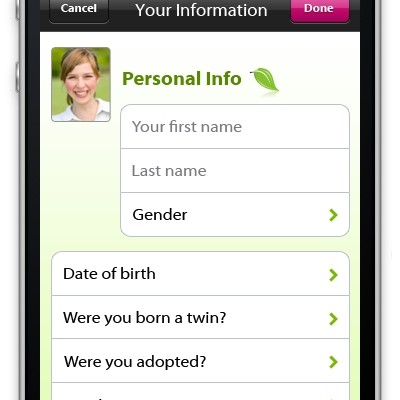 Cancel
Your Information
Done
Personal Info
Your first name
Last name
Gender
Date of birth
Were you born a twin?
Were you adopted?